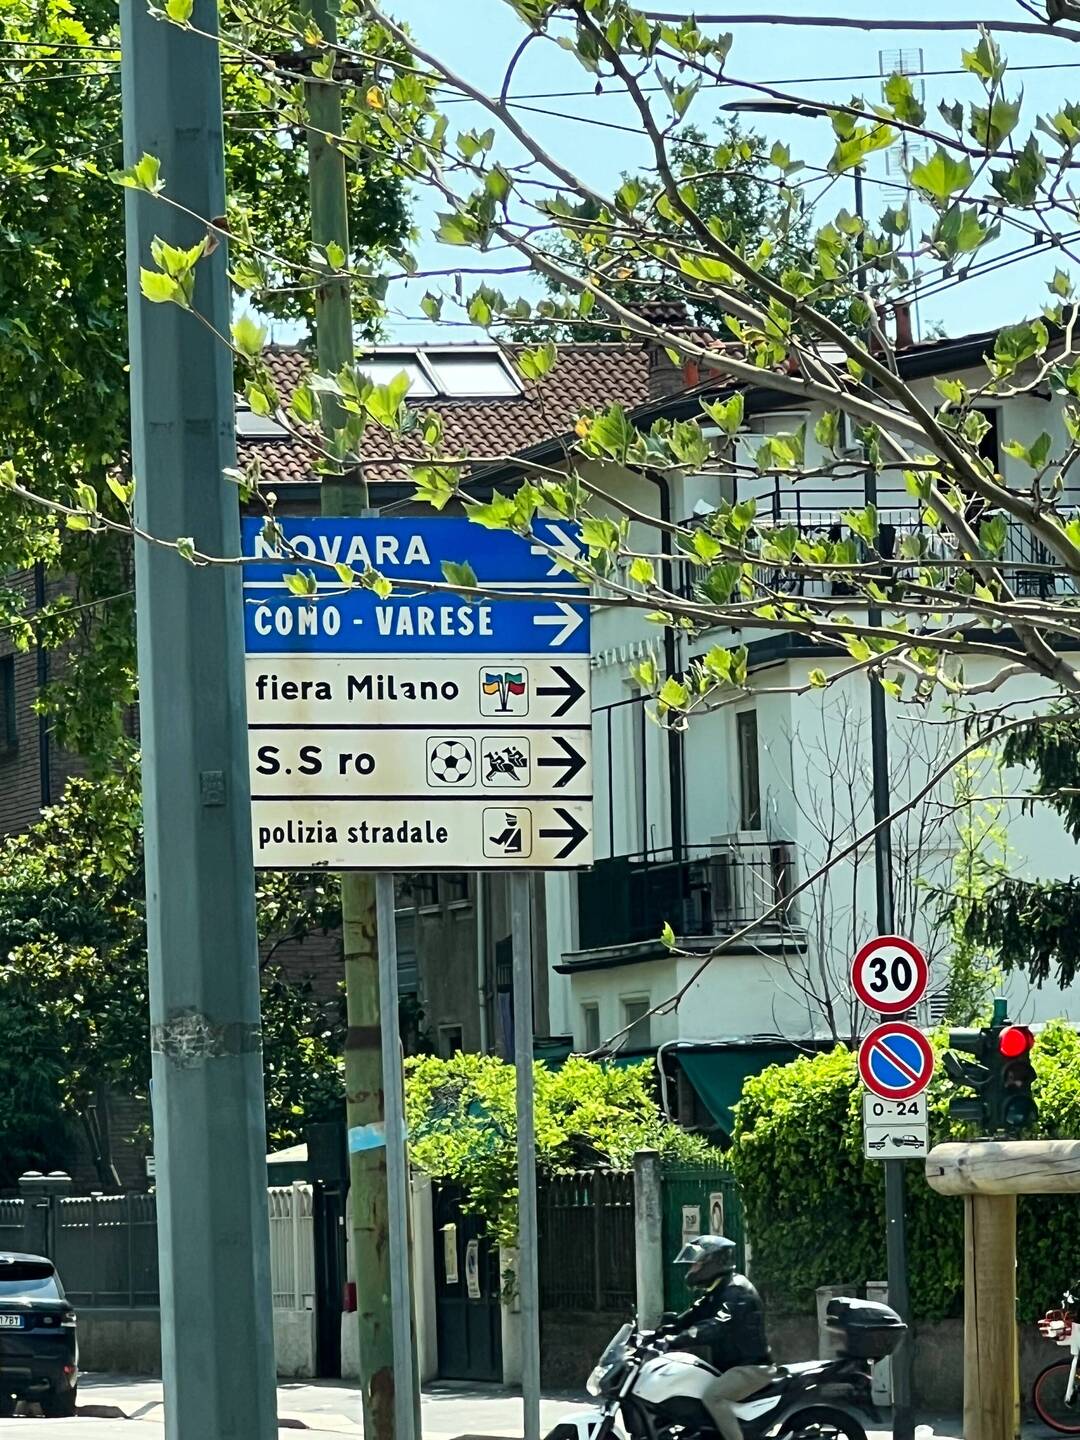 NOVARA
COMO - VARESE
fiera Milano
S.S ro
polizia stradale
30
0-24